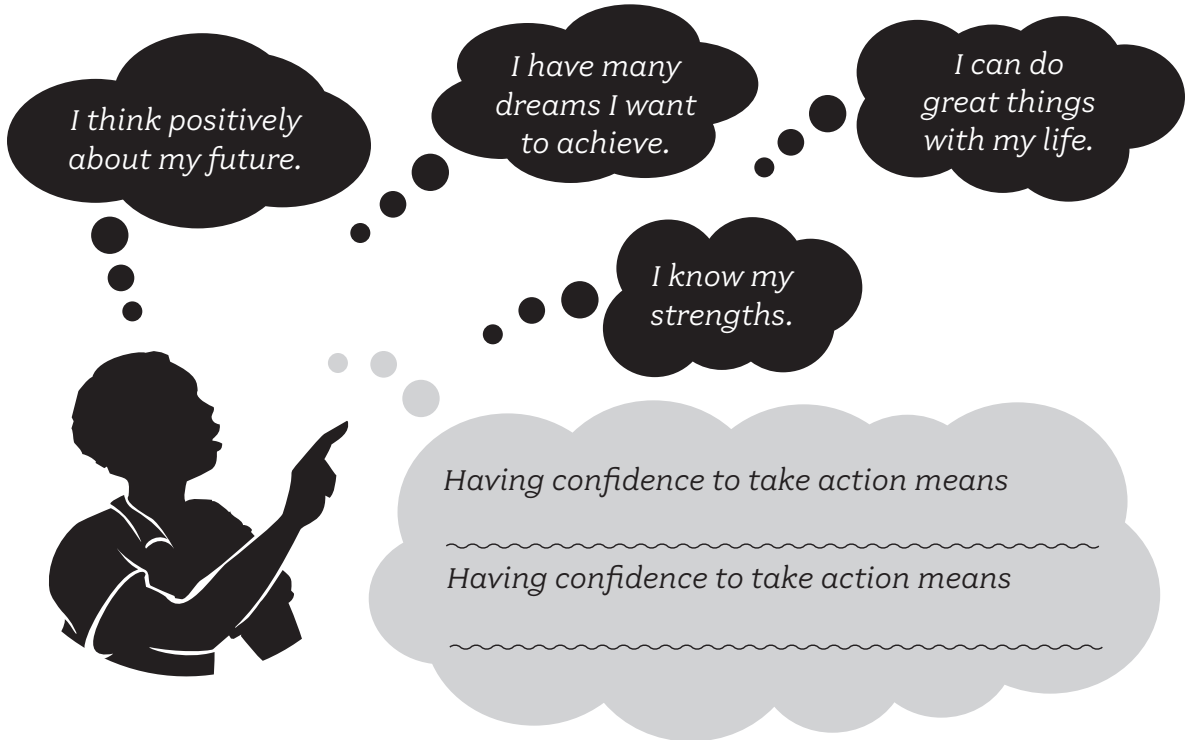 I think positively
about my future.
I have many
dreams I want
to achieve.
I can do
great things
with my life.
I know my
strengths.
Having confidence to take action means
Having confidence to take action means